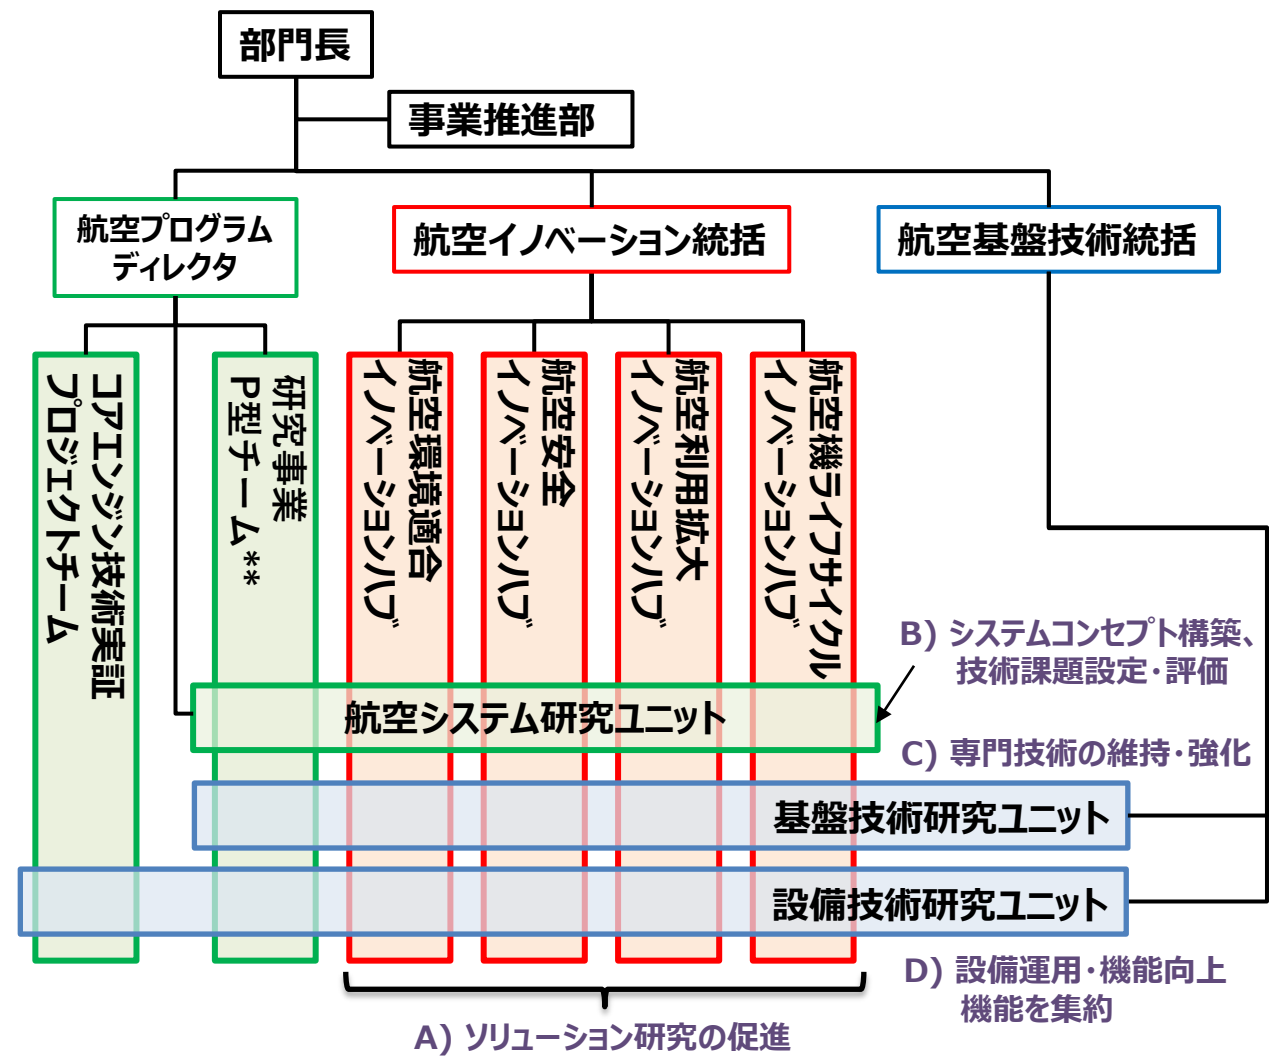 部門長
事業推進部
航空プログラム
ディレクタ
航空イノベーション統括
航空基盤技術統括
コアエンジン技術実証
プロジェクトチーム
研究事業
P型チーム**
航空環境適合
イノベーションハブ
航空安全
イノベーションハブ
航空利用拡大
イノベーションハブ
航空機ライフサイクル
イノベーションハブ
B) システムコンセプト構築、
技術課題設定・評価
航空システム研究ユニット
C) 専門技術の維持・強化
基盤技術研究ユニット
設備技術研究ユニット
D) 設備運用・機能向上
機能を集約
A) ソリューション研究の促進